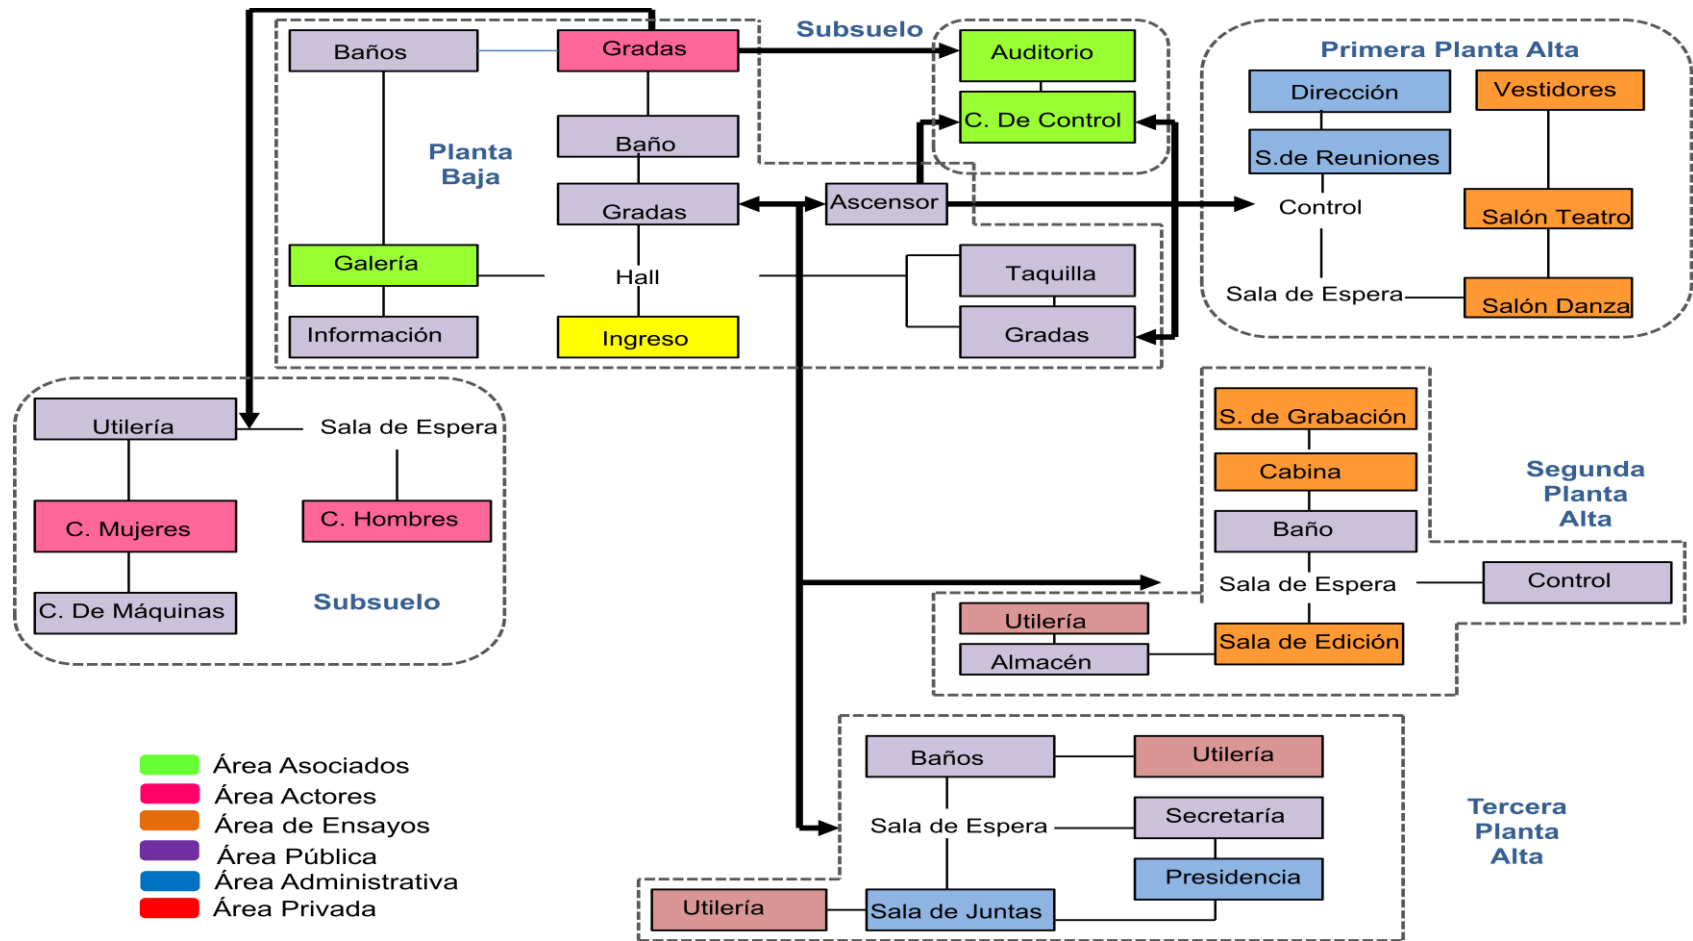 Subsuelo
Baños
Gradas
Auditorio
C. De Control
Baño
Planta
Baja
Gradas
Ascensor
Galería
Hall
Taquilla
Información
Ingreso
Gradas
Primera Planta Alta
Dirección
Vestidores
S.de Reuniones
Control
Salón Teatro
Sala de Espera
Salón Danza
Utilería
Sala de Espera
C. Mujeres
C. Hombres
C. De Máquinas
Subsuelo
S. de Grabación
Cabina
Segunda
Planta
Alta
Baño
Sala de Espera
Control
Utilería
Almacén
Sala de Edición
Baños
Utilería
Sala de Espera
Secretaría
Presidencia
Utilería
Sala de Juntas
Tercera
Planta
Alta
Área Asociados
Área Actores
Área de Ensayos
Área Pública
Área Administrativa
Área Privada